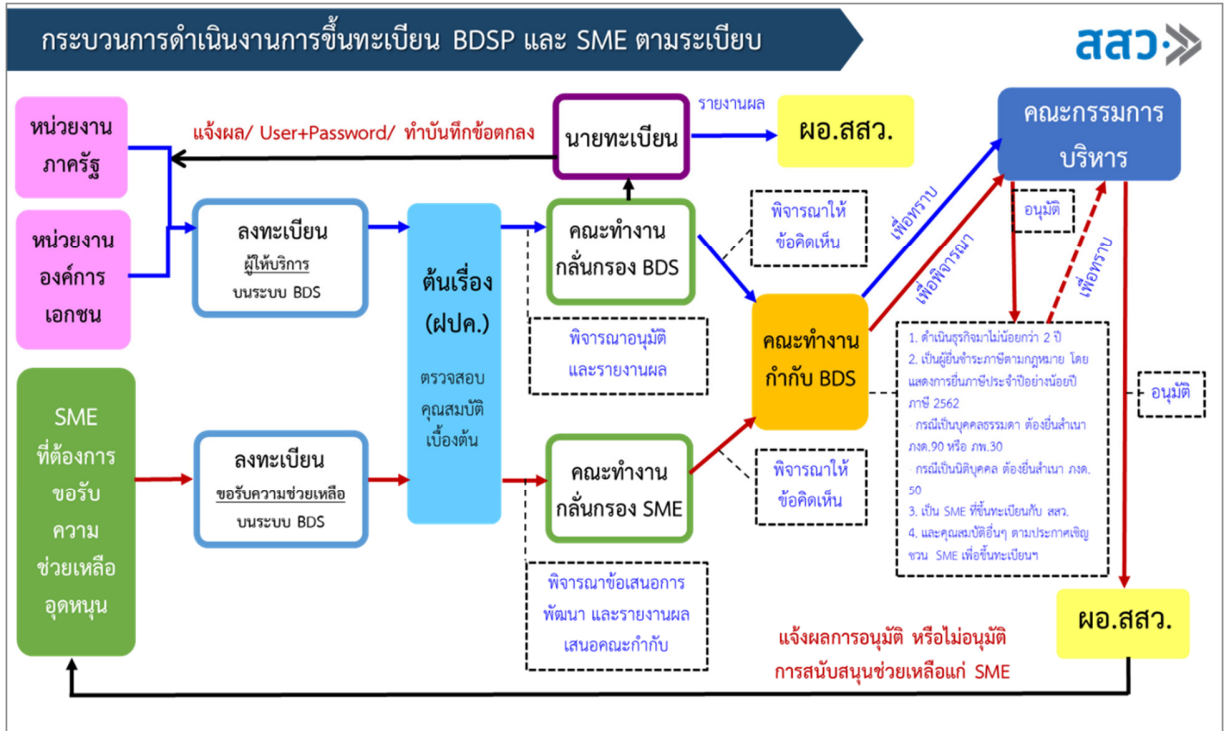 กระบวนการดำเนินงานการขึ้นทะเบียน BDSP และ SME ตามระเบียบ
สสว.
หน่วยงาน
ภาครัฐ
แจ้งผล/ User+Password/ ทำบันทึกข้อตกลง
นายทะเบียน
รายงานผล
ผอ.สสว.
คณะกรรมการ
บริหาร
หน่วยงาน
องค์การ
เอกชน
ลงทะเบียน
ผู้ให้บริการ
บนระบบ BDS
ต้นเรื่อง
(ฝปค.)
ตรวจสอบ
คุณสมบัติ
เบื้องต้น
คณะทำงาน
กลั่นกรอง BDS
พิจารณาอนุมัติ
และรายงานผล
พิจารณาให้
ข้อคิดเห็น
เพื่อทราบ
เพื่อพิจารณา
อนุมัติ
เพื่อทราบ
คณะทำงาน
กำกับ BDS
1. ดำเนินธุรกิจมาไม่น้อยกว่า 2 ปี
2. เป็นผู้ยื่นชำระภาษีตามกฎหมาย โดย
แสดงการยื่นภาษีประจำปีอย่างน้อยปี
ภาษี 2562
- กรณีเป็นบุคคลธรรมดา ต้องยื่นสำเนา
ภงด.90 หรือ ภพ.30
- กรณีเป็นนิติบุคคล ต้องยื่นสำเนา ภงด.
50
3. เป็น SME ที่ขึ้นทะเบียนกับ สสว.
4. และคุณสมบัติอื่นๆ ตามประกาศเชิญ
ชวน SME เพื่อขึ้นทะเบียนฯ
อนุมัติ
SME
ที่ต้องการ
ขอรับ
ความ
ช่วยเหลือ
อุดหนุน
ลงทะเบียน
ขอรับความช่วยเหลือ
บนระบบ BDS
คณะทำงาน
กลั่นกรอง SME
พิจารณาให้
ข้อคิดเห็น
พิจารณาข้อเสนอการ
พัฒนา และรายงานผล
เสนอคณะกำกับ
ผอ.สสว.
แจ้งผลการอนุมัติ หรือไม่อนุมัติ
การสนับสนุนช่วยเหลือแก่ SME